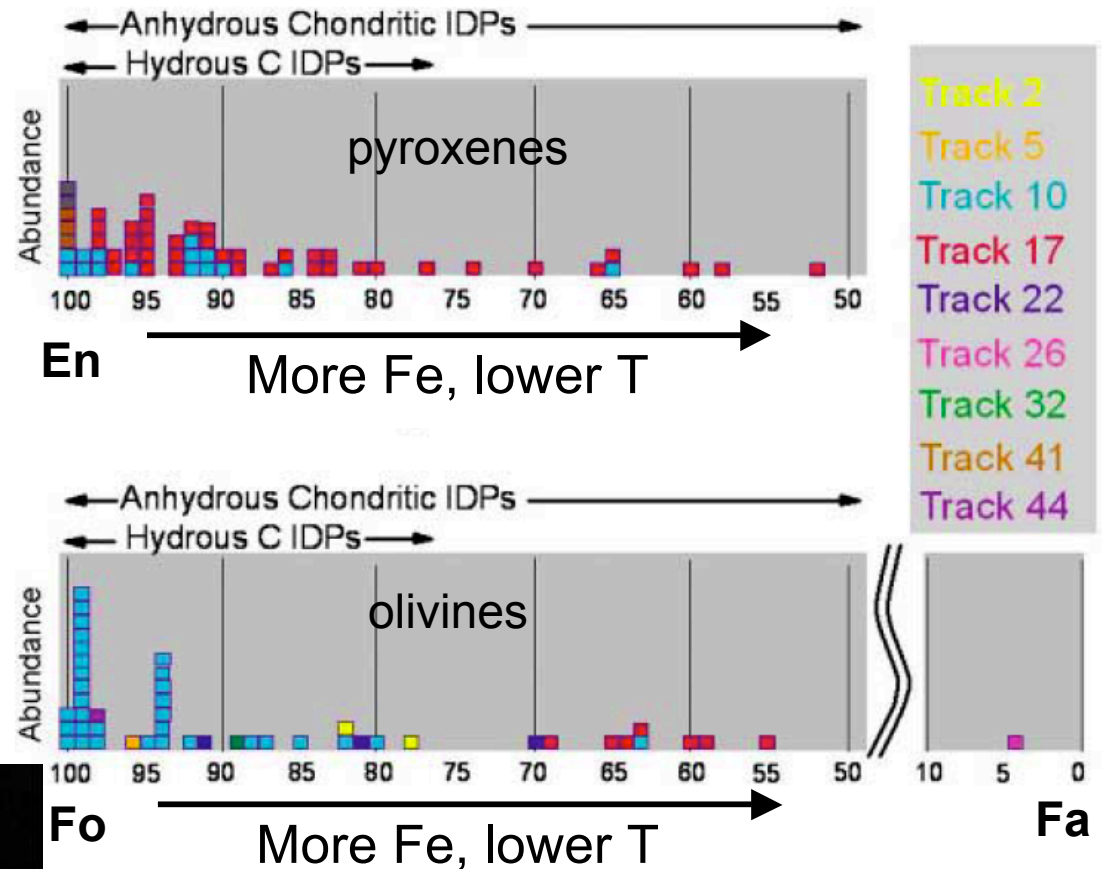 Anhydrous Chondritic IDPs
Hydrous C IDPs
Abundance
pyroxenes
100 95 90 85 80 75 70 65 60 55 50
En
More Fe, lower T
Track 2
Track 5
Track 10
Track 17
Track 22
Track 26
Track 32
Track 41
Track 44
Anhydrous Chondritic IDPs
Hydrous C IDPs
Abundance
olivines
100 95 90 85 80 75 70 65 60 55 50 10 5 0
Fo
More Fe, lower T
Fa